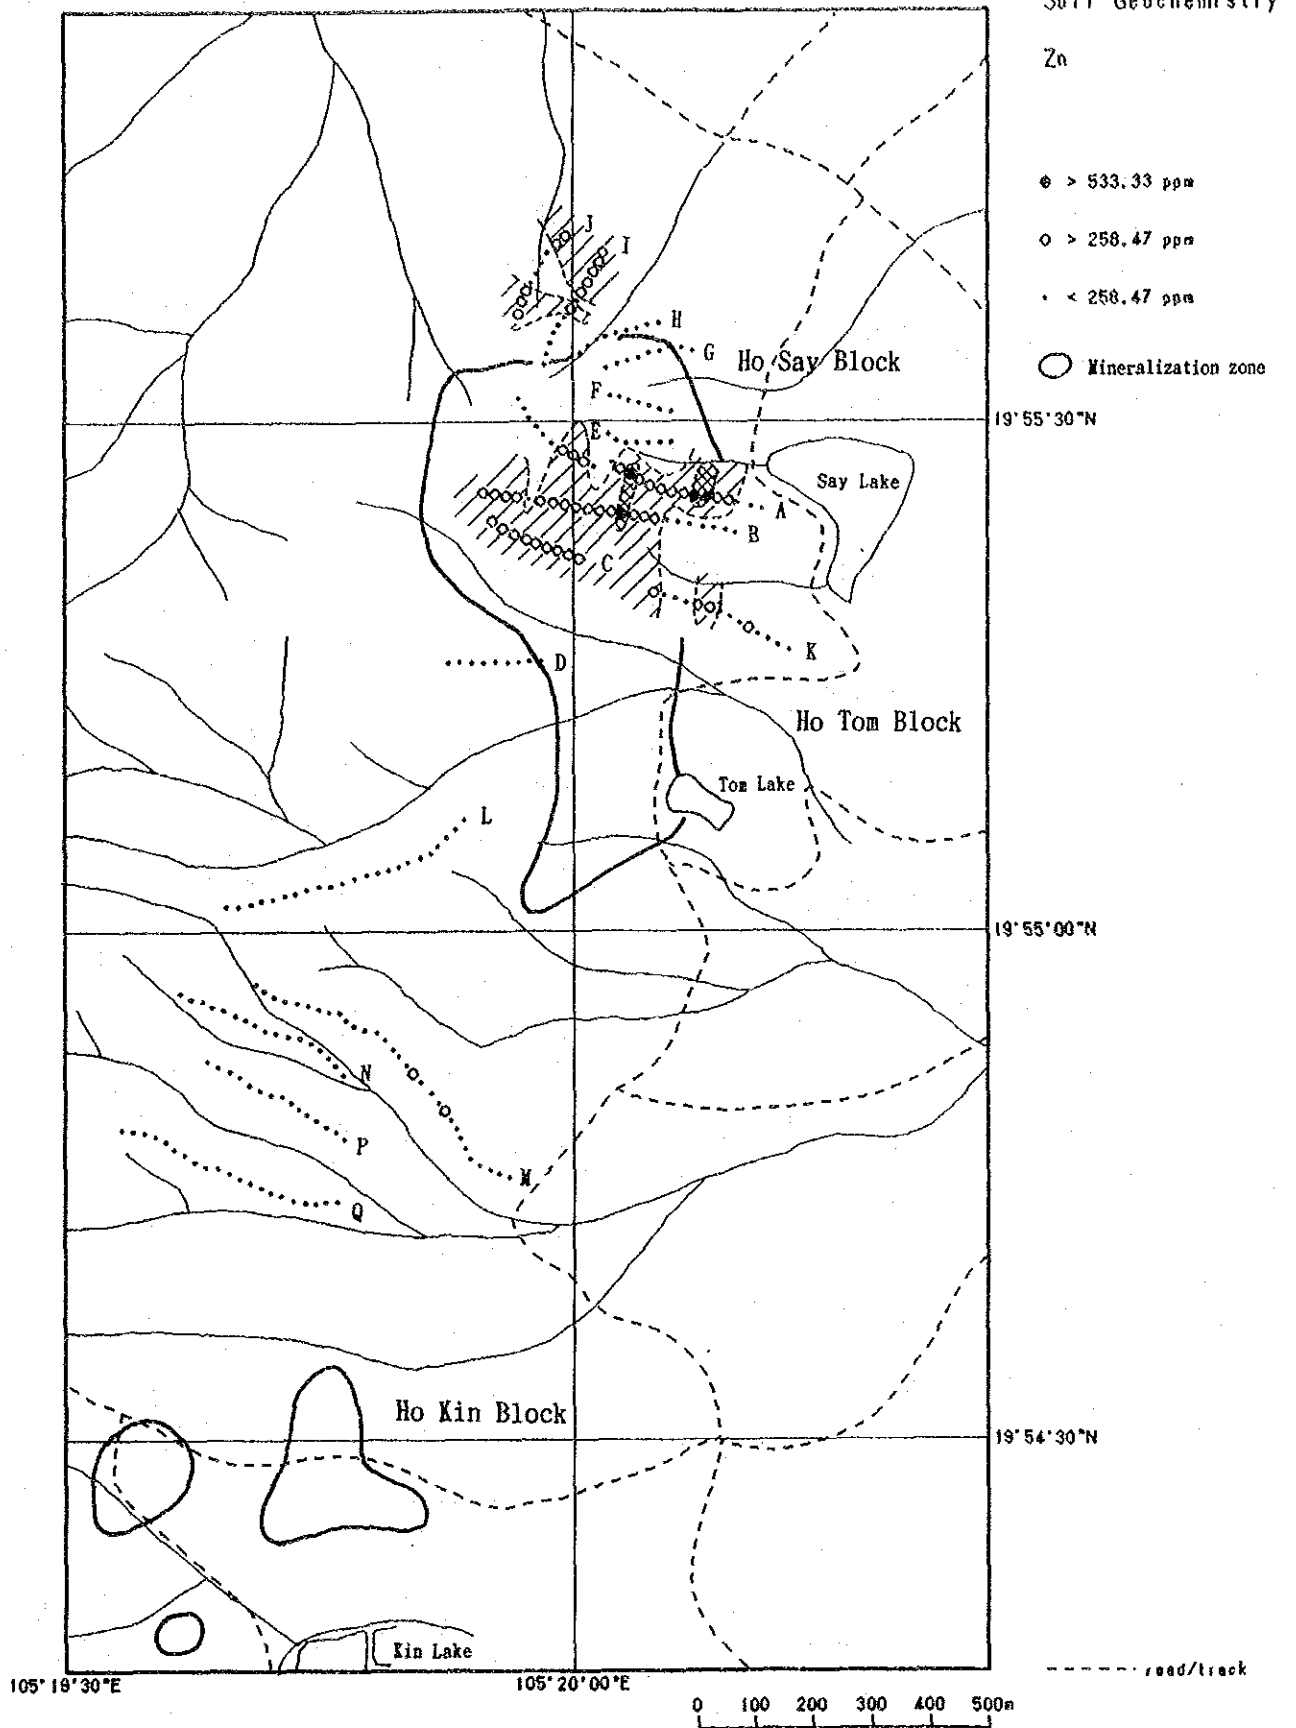 Soil Geochemistry
Zn
> 533.33 ppm
> 258.47 ppm
< 258.47 ppm
Mineralization zone
J
I
H
G
Ho Say Block
F
19°55'30"N
E
Say Lake
A
B
C
K
D
Ho Tom Block
Tom Lake
L
19°55'00"N
N
P
M
Q
Ho Kin Block
19°54'30"N
Kin Lake
road/track
105°19'30"E
105°20'00"E
0 100 200 300 400 500m